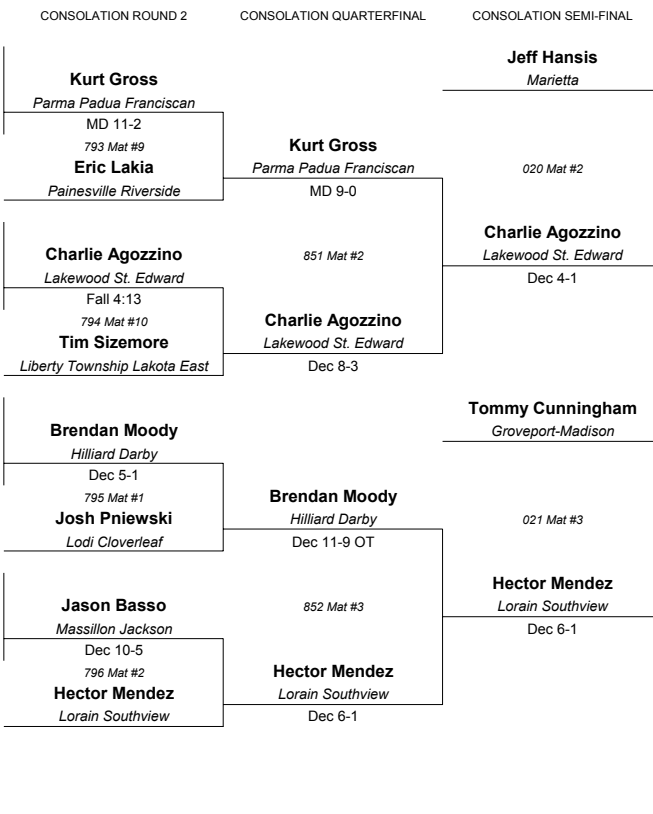 CONSOLATION ROUND 2
CONSOLATION QUARTERFINAL
CONSOLATION SEMI-FINAL
Kurt Gross
Parma Padua Franciscan
MD 11-2
793 Mat #9
Eric Lakia
Painesville Riverside
Charlie Agozzino
Lakewood St. Edward
Fall 4:13
794 Mat #10
Tim Sizemore
Liberty Township Lakota East
Brendan Moody
Hilliard Darby
Dec 5-1
795 Mat #1
Josh Pniewski
Lodi Cloverleaf
Jason Basso
Massillon Jackson
Dec 10-5
796 Mat #2
Hector Mendez
Lorain Southview
Kurt Gross
Parma Padua Franciscan
MD 9-0
851 Mat #2
Charlie Agozzino
Lakewood St. Edward
Dec 8-3
Brendan Moody
Hilliard Darby
Dec 11-9 OT
852 Mat #3
Hector Mendez
Lorain Southview
Dec 6-1
Jeff Hansis
Marietta
020 Mat #2
Charlie Agozzino
Lakewood St. Edward
Dec 4-1
Tommy Cunningham
Groveport-Madison
021 Mat #3
Hector Mendez
Lorain Southview
Dec 6-1